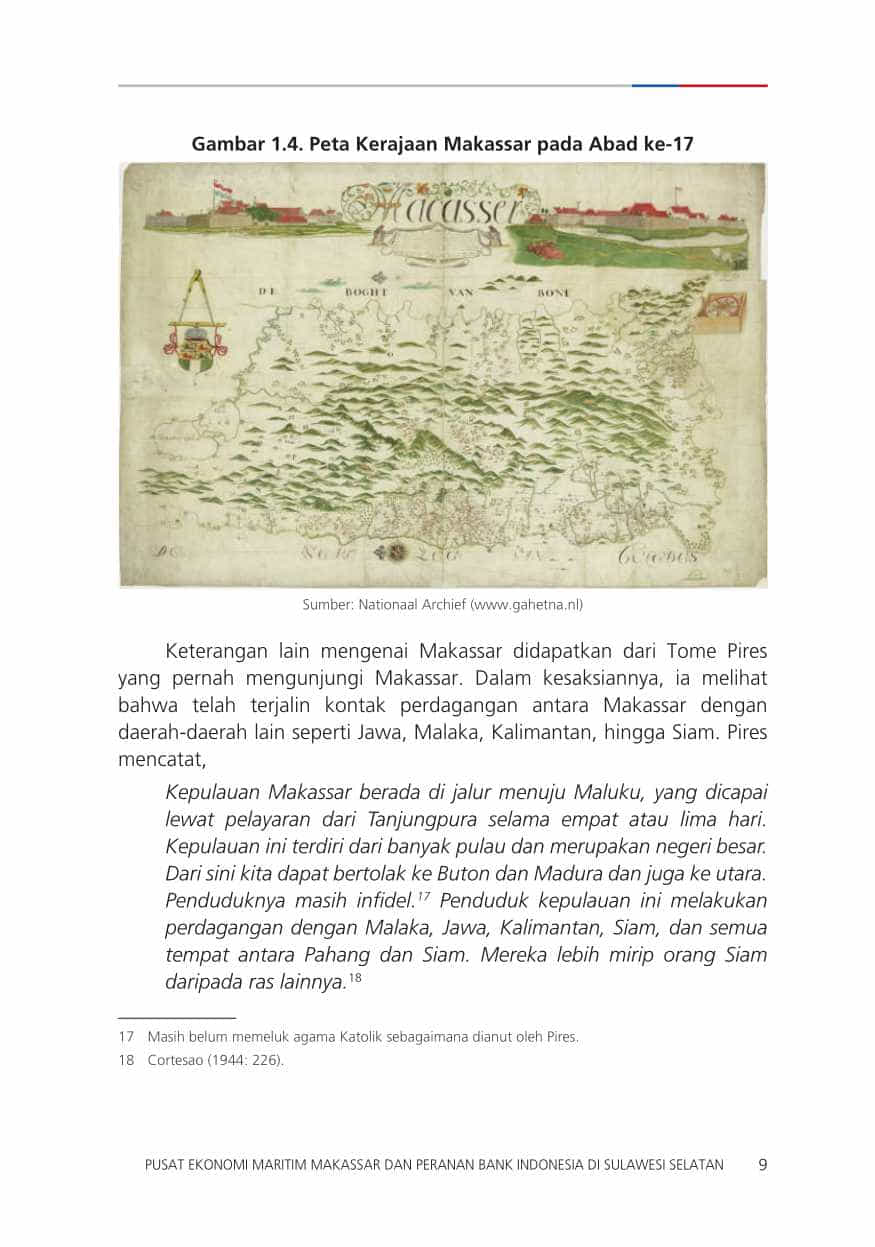 Gambar 1.4. Peta Kerajaan Makassar pada Abad ke-17
Macasser
DE BOGHT VAN BONE
Sumber: Nationaal Archief (www.gahetna.nl)
Keterangan lain mengenai Makassar didapatkan dari Tome Pires
yang pernah mengunjungi Makassar. Dalam kesaksiannya, ia melihat
bahwa telah terjalin kontak perdagangan antara Makassar dengan
daerah-daerah lain seperti Jawa, Malaka, Kalimantan, hingga Siam. Pires
mencatat,
Kepulauan Makassar berada di jalur menuju Maluku, yang dicapai
lewat pelayaran dari Tanjungpura selama empat atau lima hari.
Kepulauan ini terdiri dari banyak pulau dan merupakan negeri besar.
Dari sini kita dapat bertolak ke Buton dan Madura dan juga ke utara.
Penduduknya masih infidel.17 Penduduk kepulauan ini melakukan
perdagangan dengan Malaka, Jawa, Kalimantan, Siam, dan semua
tempat antara Pahang dan Siam. Mereka lebih mirip orang Siam
daripada ras lainnya.18
17 Masih belum memeluk agama Katolik sebagaimana dianut oleh Pires.
18 Cortesao (1944: 226).
PUSAT EKONOMI MARITIM MAKASSAR DAN PERANAN BANK INDONESIA DI SULAWESI SELATAN 9